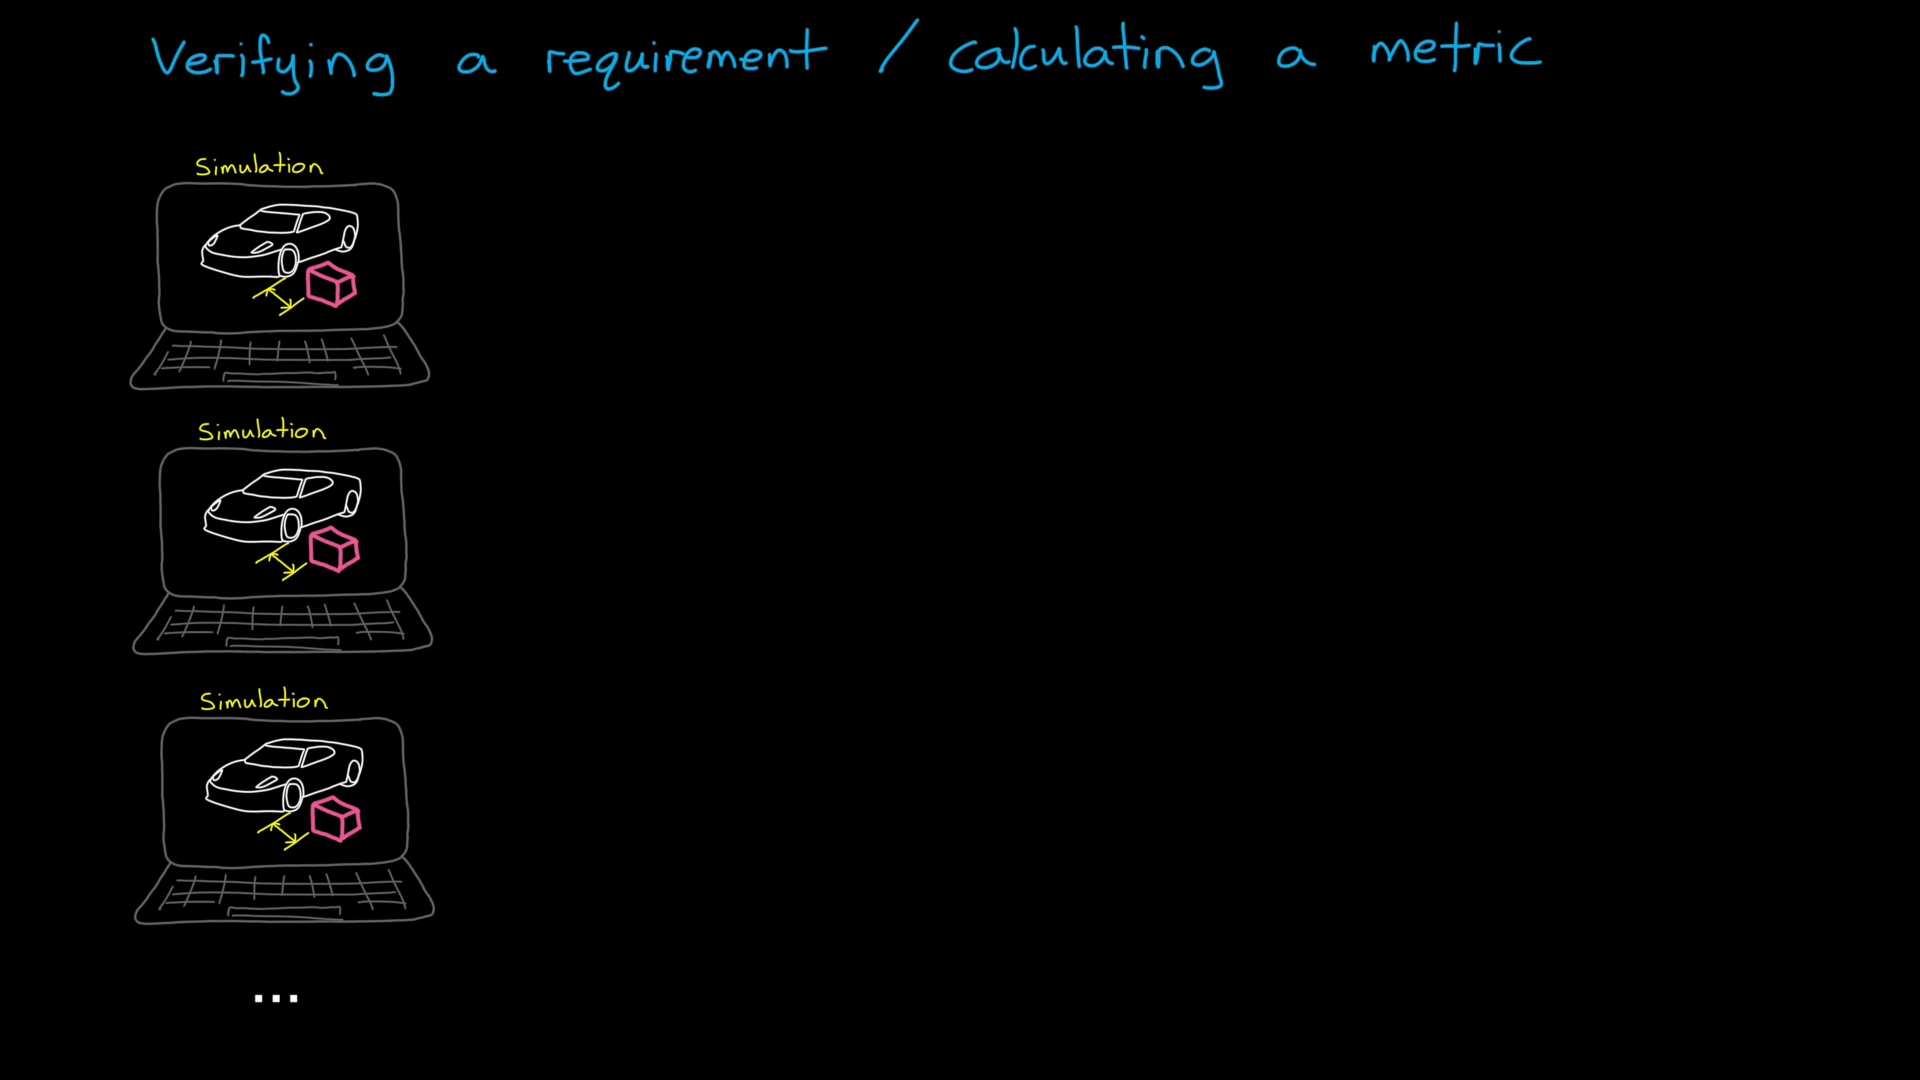 Verifying a requirement / calculating a metric
Simulation
Simulation
Simulation
...